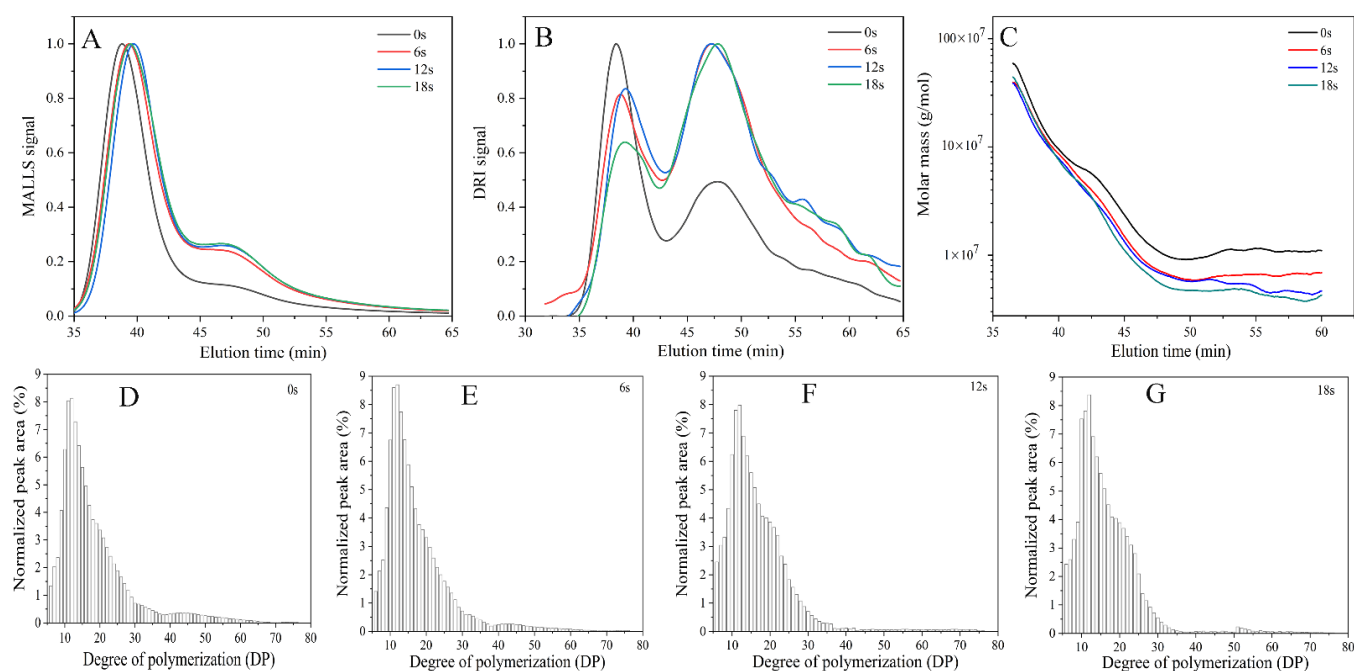 A
0s
6s
12s
18s
MALLS signal
1.0
0.8
0.6
0.4
0.2
0.0
35 40 45 50 55 60 65
Elution time (min)
B
0s
6s
12s
18s
DRI signal
1.0
0.8
0.6
0.4
0.2
0.0
30 35 40 45 50 55 60 65
Elution time (min)
C
0s
6s
12s
18s
Molar mass (g/mol)
100×10⁷
10×10⁷
1×10⁷
35 40 45 50 55 60
Elution time (min)
D
0s
Normalized peak area (%)
9
8
7
6
5
4
3
2
1
0
10 20 30 40 50 60 70 80
Degree of polymerization (DP)
E
6s
Normalized peak area (%)
9
8
7
6
5
4
3
2
1
0
10 20 30 40 50 60 70 80
Degree of polymerization (DP)
F
12s
Normalized peak area (%)
9
8
7
6
5
4
3
2
1
0
10 20 30 40 50 60 70 80
Degree of polymerization (DP)
G
18s
Normalized peak area (%)
9
8
7
6
5
4
3
2
1
0
10 20 30 40 50 60 70 80
Degree of polymerization (DP)